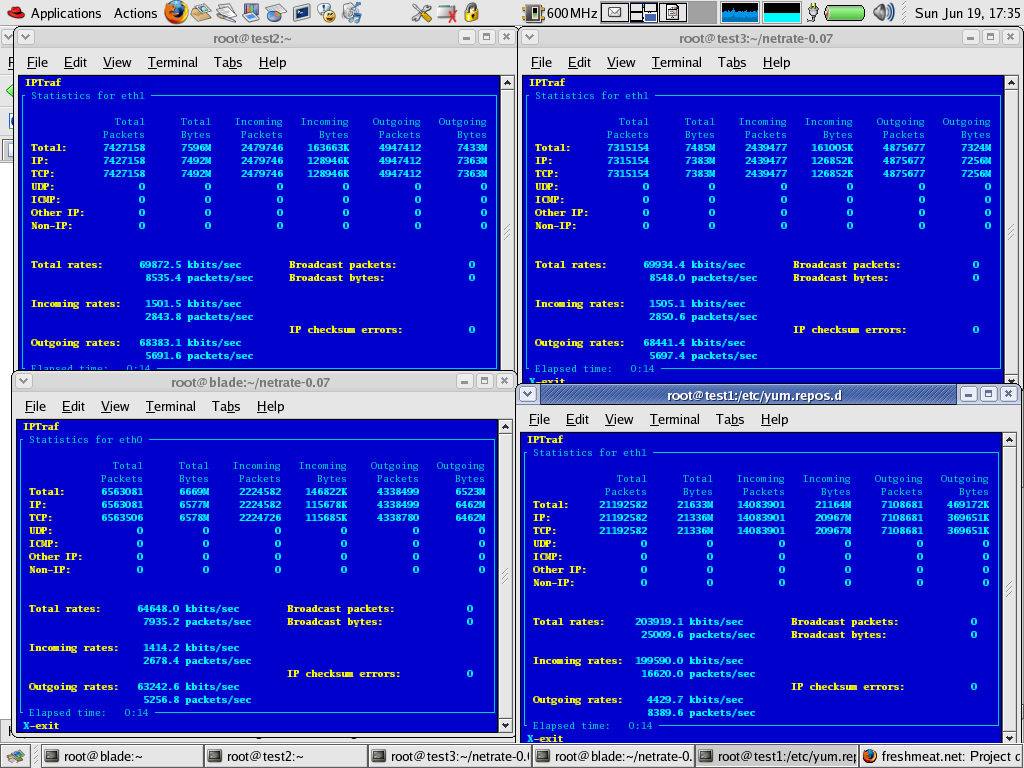 Applications Actions 600 MHz Sun Jun 19, 17:35
root@test2:~
File Edit View Terminal Tabs Help
IPTraf
Statistics for eth1
Total Total Incoming Incoming Outgoing Outgoing
Packets Bytes Packets Bytes Packets Bytes
Total: 7427158 7596M 2479746 163663K 4947412 7433M
IP: 7427158 7492M 2479746 128946K 4947412 7363M
TCP: 7427158 7492M 2479746 128946K 4947412 7363M
UDP: 0 0 0 0 0 0
ICMP: 0 0 0 0 0 0
Other IP: 0 0 0 0 0 0
Non-IP: 0 0 0 0 0 0
Total rates: 69872.5 kbits/sec Broadcast packets: 0
8535.4 packets/sec Broadcast bytes: 0
Incoming rates: 1501.5 kbits/sec
2843.8 packets/sec
IP checksum errors: 0
Outgoing rates: 68383.1 kbits/sec
5691.6 packets/sec
Elapsed time: 0:14
root@test3:~/netrate-0.07
File Edit View Terminal Tabs Help
IPTraf
Statistics for eth1
Total Total Incoming Incoming Outgoing Outgoing
Packets Bytes Packets Bytes Packets Bytes
Total: 7315154 7485M 2439477 161005K 4875677 7324M
IP: 7315154 7383M 2439477 126852K 4875677 7256M
TCP: 7315154 7383M 2439477 126852K 4875677 7256M
UDP: 0 0 0 0 0 0
ICMP: 0 0 0 0 0 0
Other IP: 0 0 0 0 0 0
Non-IP: 0 0 0 0 0 0
Total rates: 69934.4 kbits/sec Broadcast packets: 0
8548.0 packets/sec Broadcast bytes: 0
Incoming rates: 1505.1 kbits/sec
2850.6 packets/sec
IP checksum errors: 0
Outgoing rates: 68441.4 kbits/sec
5697.4 packets/sec
Elapsed time: 0:14
X-exit
root@blade:~/netrate-0.07
File Edit View Terminal Tabs Help
IPTraf
Statistics for eth0
Total Total Incoming Incoming Outgoing Outgoing
Packets Bytes Packets Bytes Packets Bytes
Total: 6563081 6669M 2224582 146822K 4338499 6523M
IP: 6563081 6577M 2224582 115678K 4338499 6462M
TCP: 6563506 6578M 2224726 115685K 4338780 6462M
UDP: 0 0 0 0 0 0
ICMP: 0 0 0 0 0 0
Other IP: 0 0 0 0 0 0
Non-IP: 0 0 0 0 0 0
Total rates: 64648.0 kbits/sec Broadcast packets: 0
7935.2 packets/sec Broadcast bytes: 0
Incoming rates: 1414.2 kbits/sec
2678.4 packets/sec
IP checksum errors: 0
Outgoing rates: 63242.6 kbits/sec
5256.8 packets/sec
Elapsed time: 0:14
X-exit
root@test1:/etc/yum.repos.d
File Edit View Terminal Tabs Help
IPTraf
Statistics for eth1
Total Total Incoming Incoming Outgoing Outgoing
Packets Bytes Packets Bytes Packets Bytes
Total: 21192582 21633M 14083901 21164M 7108681 469172K
IP: 21192582 21336M 14083901 20967M 7108681 369651K
TCP: 21192582 21336M 14083901 20967M 7108681 369651K
UDP: 0 0 0 0 0 0
ICMP: 0 0 0 0 0 0
Other IP: 0 0 0 0 0 0
Non-IP: 0 0 0 0 0 0
Total rates: 203919.1 kbits/sec Broadcast packets: 0
25009.6 packets/sec Broadcast bytes: 0
Incoming rates: 199590.0 kbits/sec
16620.0 packets/sec
IP checksum errors: 0
Outgoing rates: 4429.7 kbits/sec
8389.6 packets/sec
Elapsed time: 0:14
X-exit
root@blade:~ root@test2:~ root@test3:~/netrate-0. root@blade:~/netrate-0. root@test1:/etc/yum.rep freshmeat.net: Project